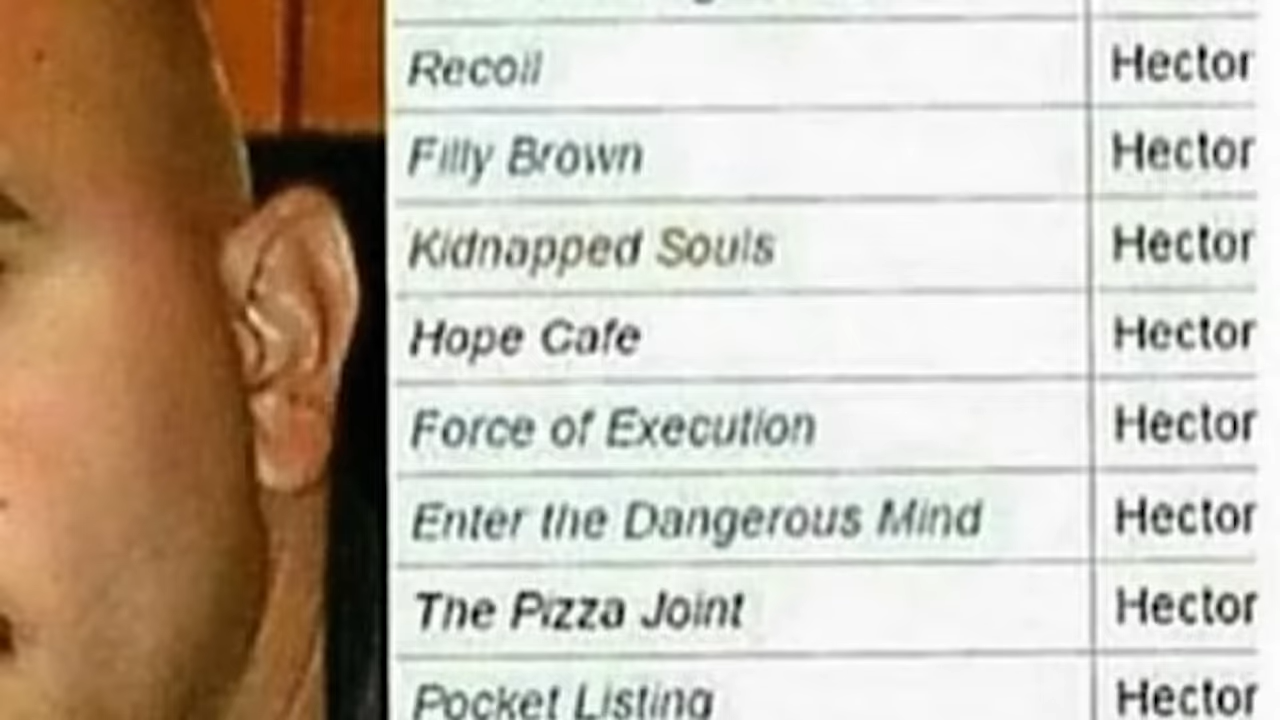 Recoil Hector
Filly Brown Hector
Kidnapped Souls Hector
Hope Cafe Hector
Force of Execution Hector
Enter the Dangerous Mind Hector
The Pizza Joint Hector
Pocket Listing Hector